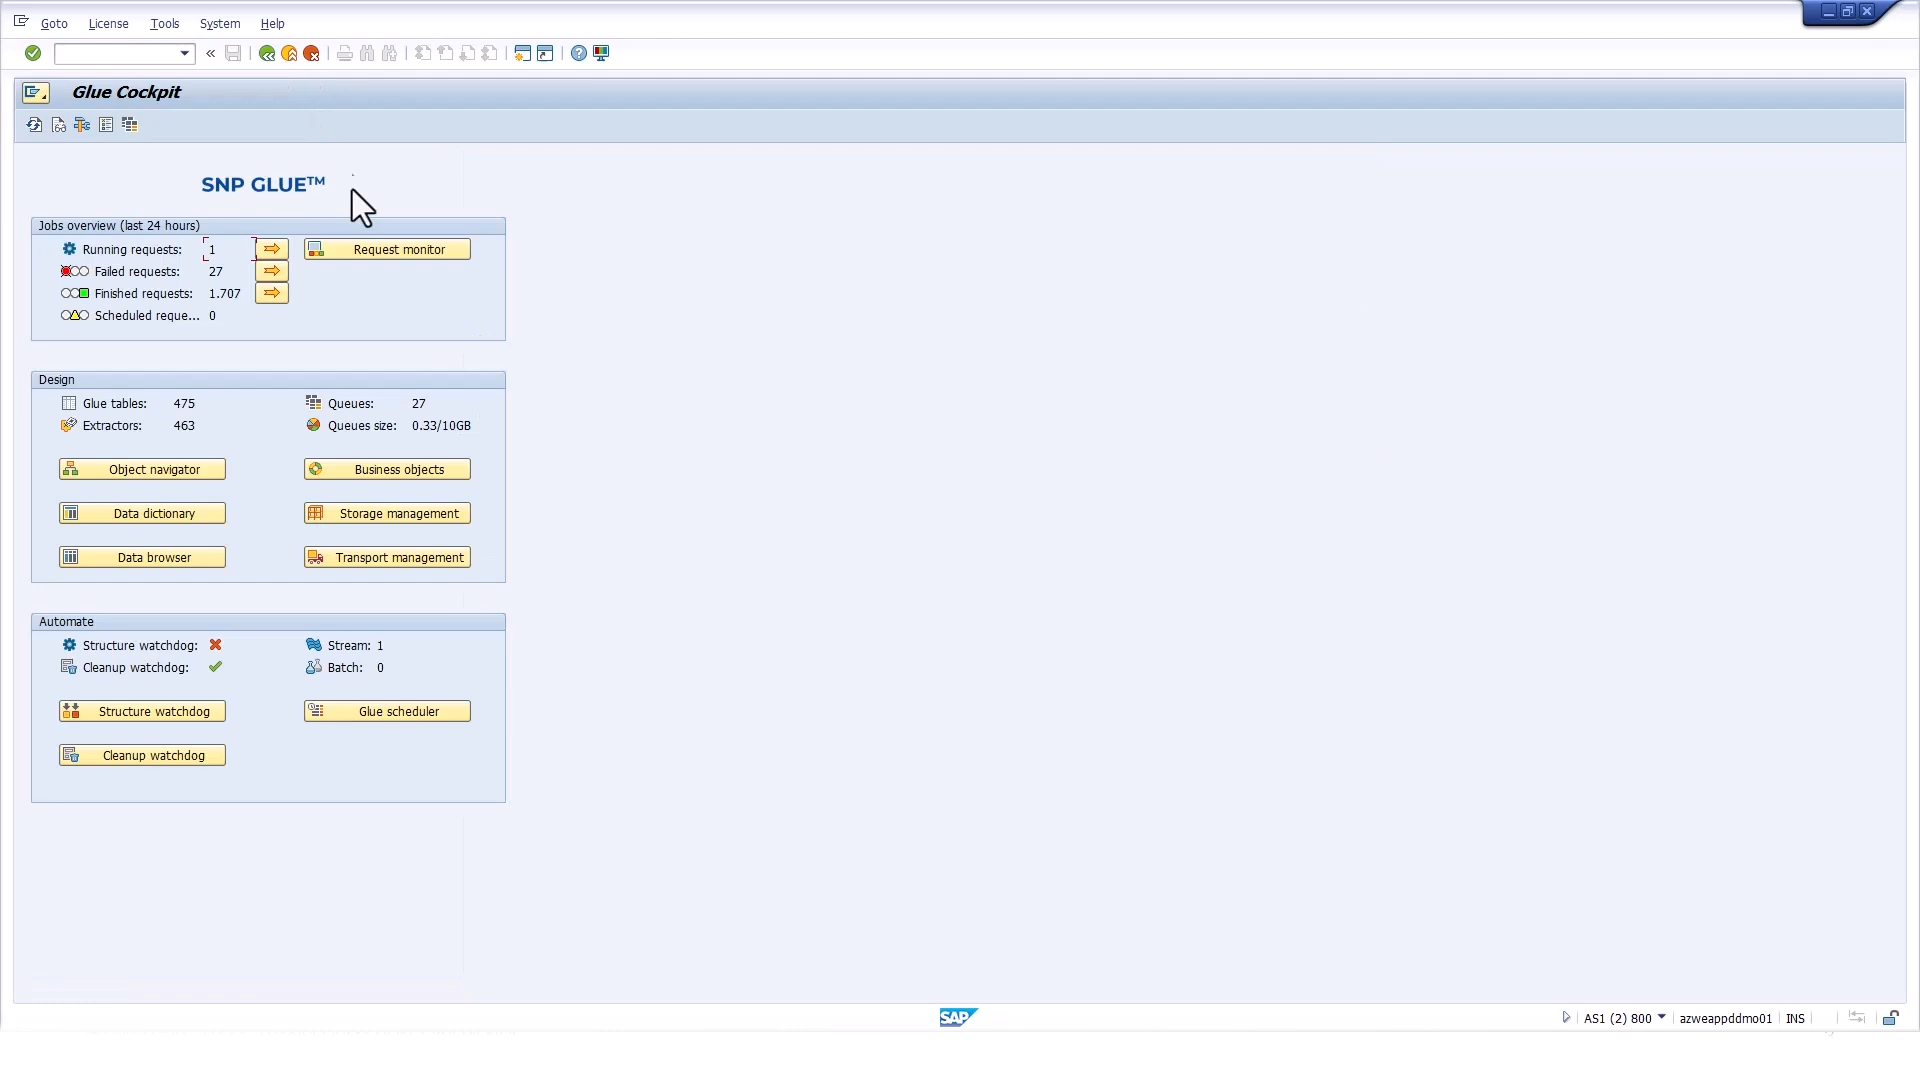 Goto License Tools System Help
Glue Cockpit
SNP GLUE™
Jobs overview (last 24 hours)
Running requests: 1 Request monitor
Failed requests: 27
Finished requests: 1.707
Scheduled reque... 0
Design
Glue tables: 475 Queues: 27
Extractors: 463 Queues size: 0.33/10GB
Object navigator Business objects
Data dictionary Storage management
Data browser Transport management
Automate
Structure watchdog: Stream: 1
Cleanup watchdog: Batch: 0
Structure watchdog Glue scheduler
Cleanup watchdog
SAP AS1 (2) 800 azweappddmo01 INS